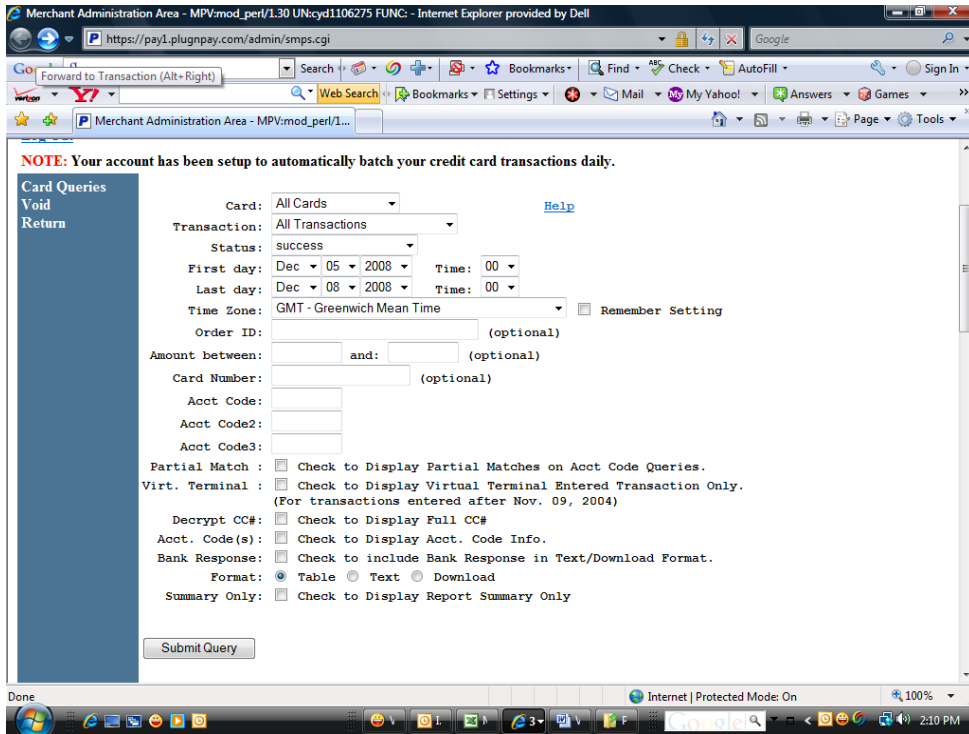 Merchant Administration Area - MPV:mod_perl/1.30 UN:cyd1106275 FUNC: - Internet Explorer provided by Dell
https://pay1.plugnpay.com/admin/smps.cgi
Google
Search Bookmarks Find Check AutoFill Sign In
Forward to Transaction (Alt+Right)
Web Search Bookmarks Settings Mail My Yahoo! Answers Games
Merchant Administration Area - MPV:mod_perl/1... Page Tools
NOTE: Your account has been setup to automatically batch your credit card transactions daily.
Card Queries
Void
Return
Card: All Cards Help
Transaction: All Transactions
Status: success
First day: Dec 05 2008 Time: 00
Last day: Dec 08 2008 Time: 00
Time Zone: GMT - Greenwich Mean Time Remember Setting
Order ID: (optional)
Amount between: and: (optional)
Card Number: (optional)
Acct Code:
Acct Code2:
Acct Code3:
Partial Match : Check to Display Partial Matches on Acct Code Queries.
Virt. Terminal : Check to Display Virtual Terminal Entered Transaction Only.
(For transactions entered after Nov. 09, 2004)
Decrypt CC#: Check to Display Full CC#
Acct. Code(s): Check to Display Acct. Code Info.
Bank Response: Check to include Bank Response in Text/Download Format.
Format: Table Text Download
Summary Only: Check to Display Report Summary Only
Submit Query
Done Internet | Protected Mode: On 100%
Google 2:10 PM